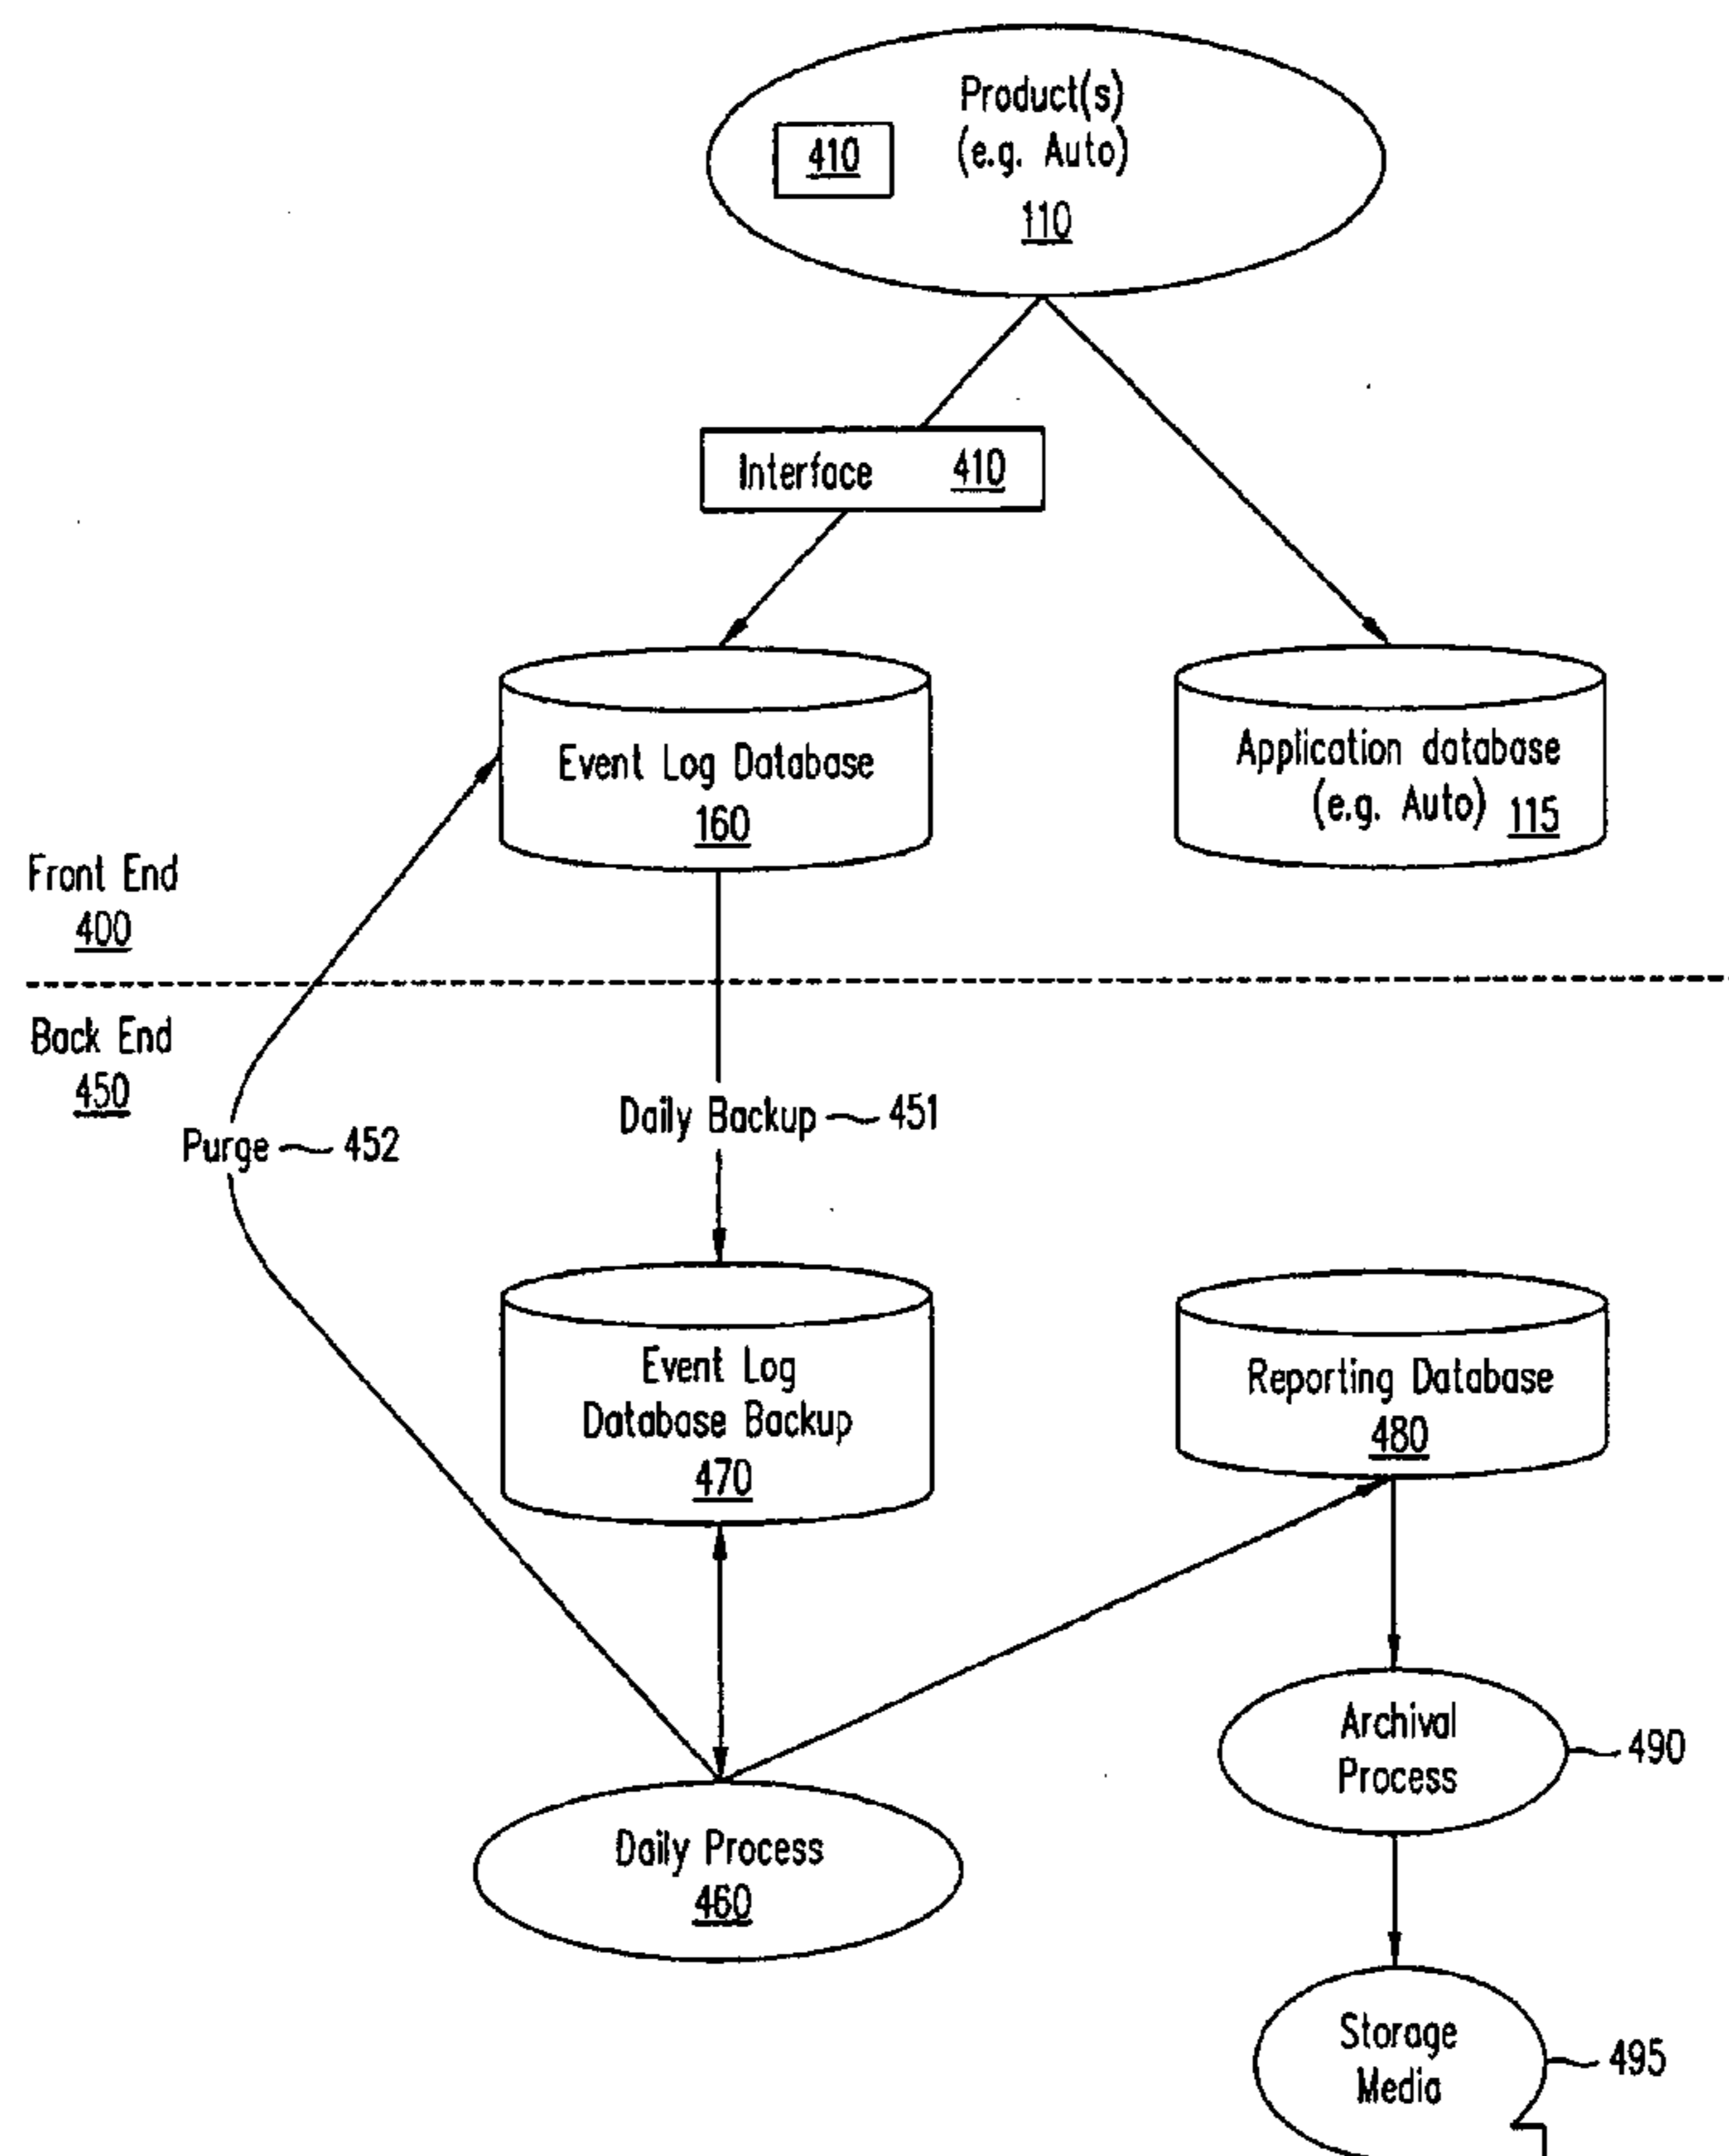 Product(s)
(e.g. Auto)
410
110
Interface 410
Event Log Database
160
Application database
(e.g. Auto) 115
Front End
400
Back End
450
Daily Backup 451
Purge 452
Event Log
Database Backup
470
Reporting Database
480
Archival
Process
490
Daily Process
460
Storage
Media
495